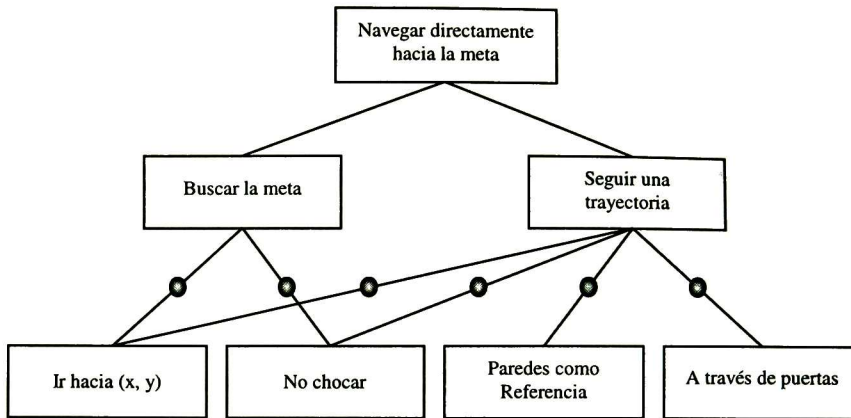 Navegar directamente
hacia la meta
Buscar la meta
Seguir una
trayectoria
Ir hacia (x, y)
No chocar
Paredes como
Referencia
A través de puertas